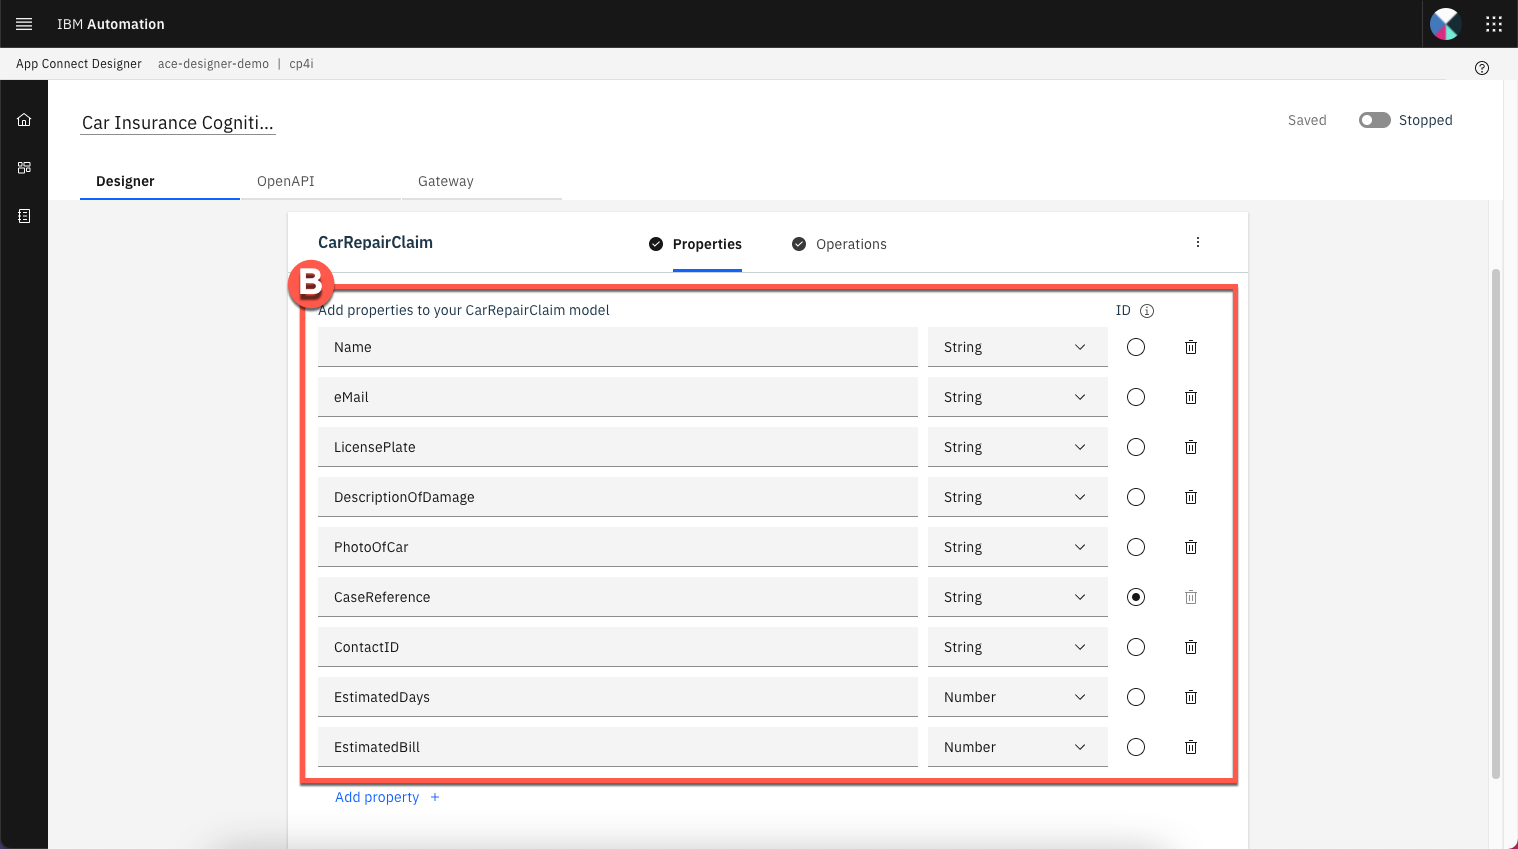 IBM Automation
App Connect Designer ace-designer-demo | cp4i
Car Insurance Cogniti...
Saved Stopped
Designer OpenAPI Gateway
CarRepairClaim Properties Operations
B
Add properties to your CarRepairClaim model ID
Name String
eMail String
LicensePlate String
DescriptionOfDamage String
PhotoOfCar String
CaseReference String
ContactID String
EstimatedDays Number
EstimatedBill Number
Add property +